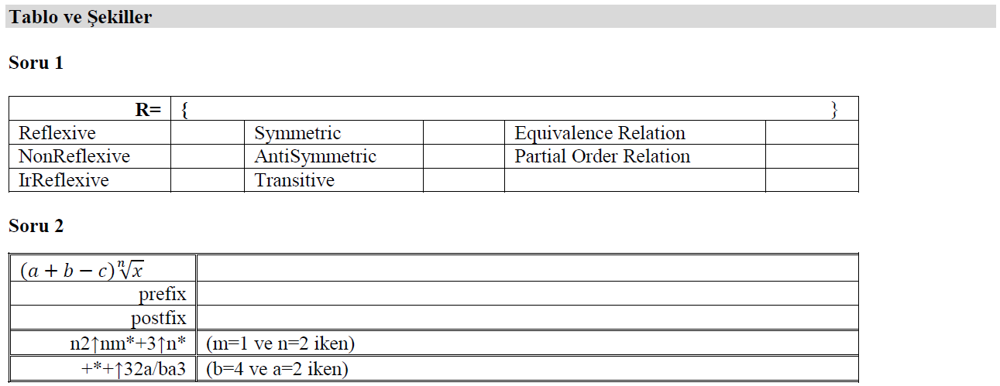 Tablo ve Şekiller
Soru 1
R= { }
Reflexive Symmetric Equivalence Relation
NonReflexive AntiSymmetric Partial Order Relation
IrReflexive Transitive
Soru 2
(a + b − c)ⁿ√x
prefix
postfix
n2↑nm*+3↑n* (m=1 ve n=2 iken)
+*+↑32a/ba3 (b=4 ve a=2 iken)